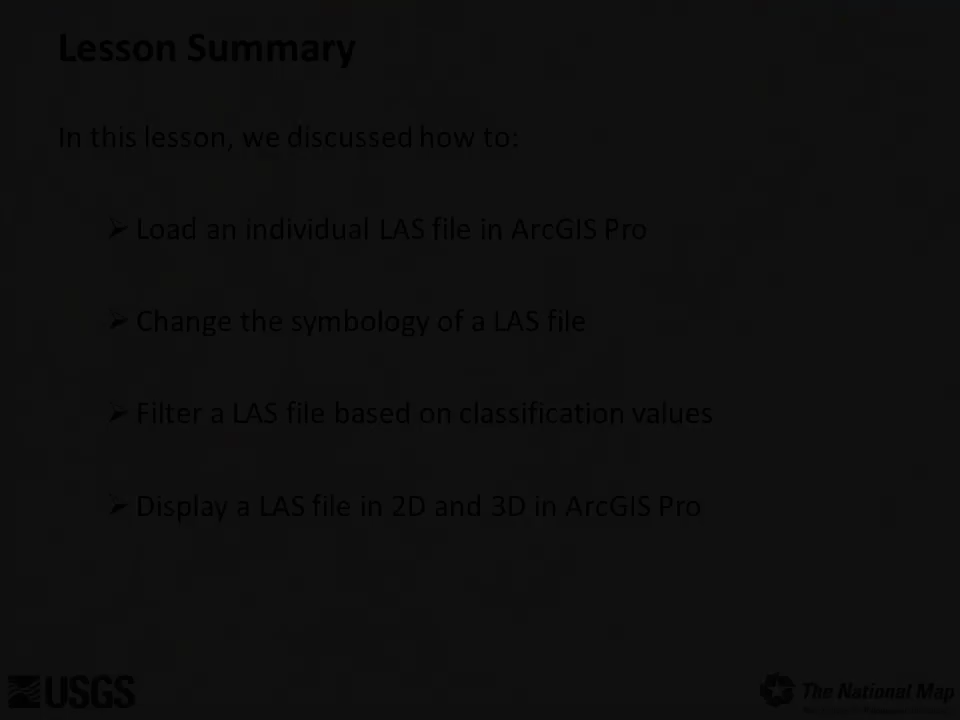 Lesson Summary
In this lesson, we discussed how to:
Load an individual LAS file in ArcGIS Pro
Change the symbology of a LAS file
Filter a LAS file based on classification values
Display a LAS file in 2D and 3D in ArcGIS Pro
USGS
The National Map